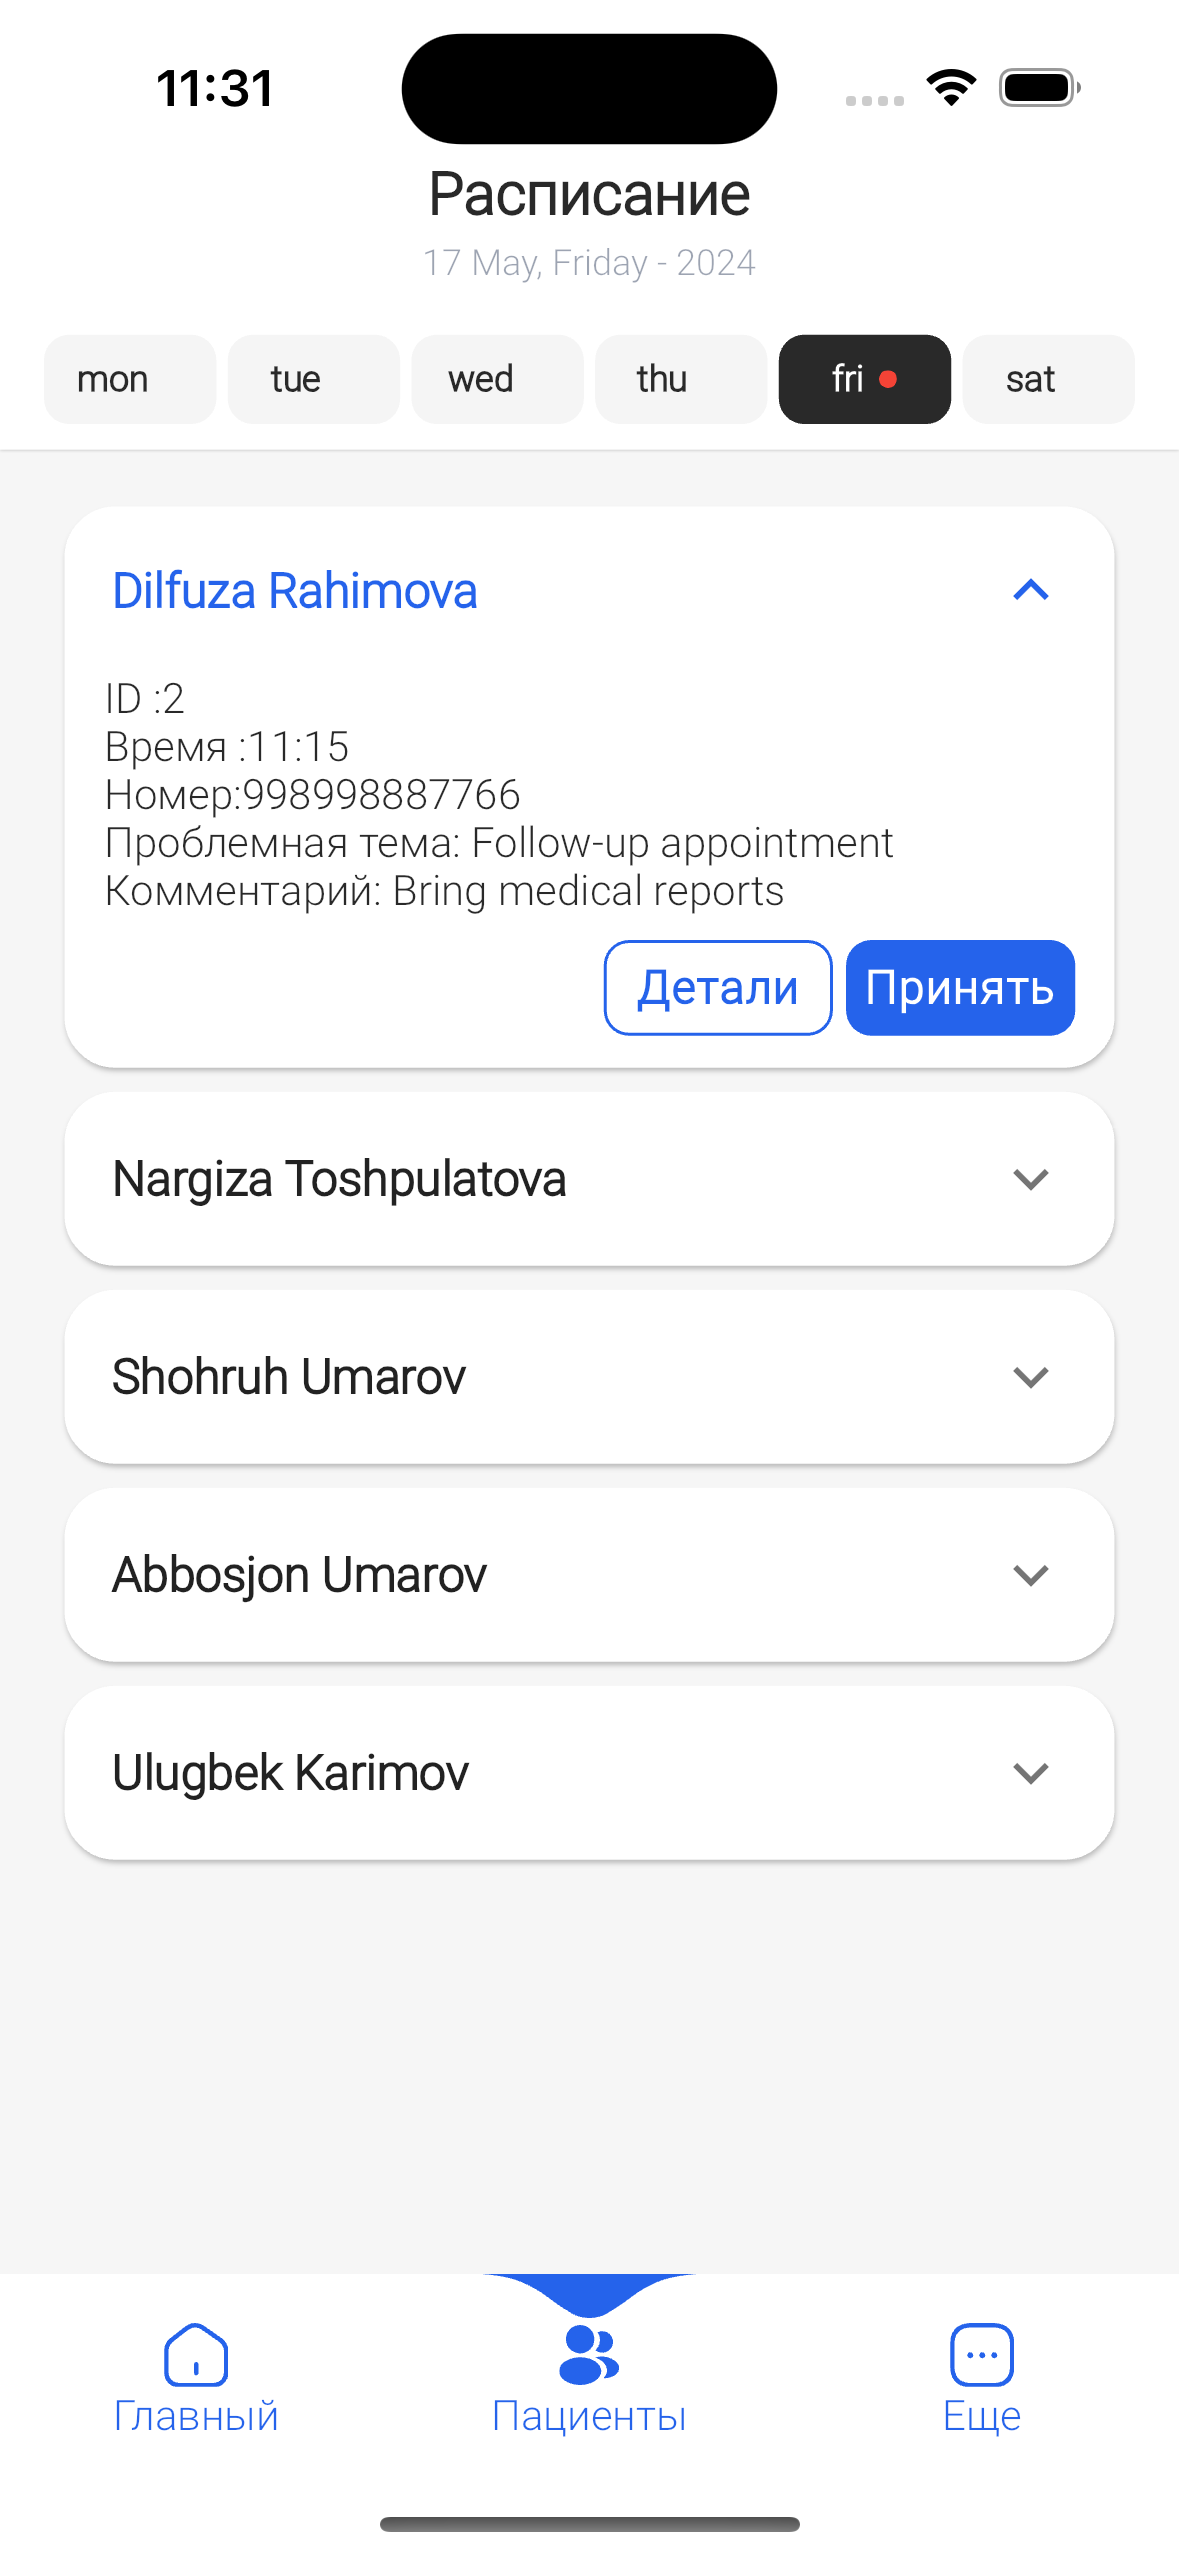 11:31
Расписание
17 May, Friday - 2024
mon tue wed thu fri sat
Dilfuza Rahimova
ID :2
Время :11:15
Номер:998998887766
Проблемная тема: Follow-up appointment
Комментарий: Bring medical reports
Детали Принять
Nargiza Toshpulatova
Shohruh Umarov
Abbosjon Umarov
Ulugbek Karimov
Главный Пациенты Еще